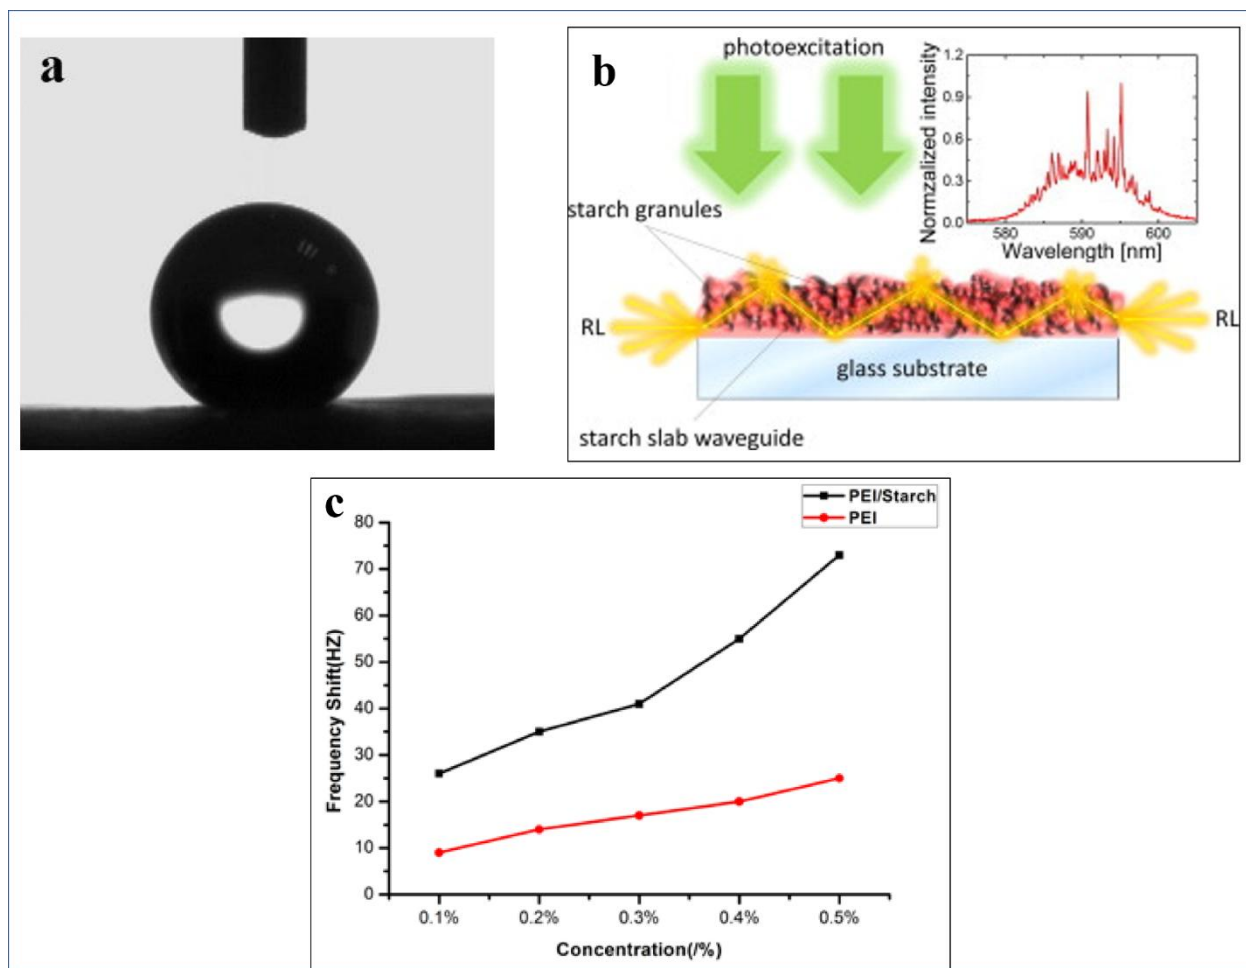 a
b
photoexcitation
starch granules
RL
RL
glass substrate
starch slab waveguide
Normzalized intensity
1.2
0.9
0.6
0.3
0.0
580
590
600
Wavelength [nm]
c
PEI/Starch
PEI
Frequency Shift(HZ)
80
70
60
50
40
30
20
10
0
0.1%
0.2%
0.3%
0.4%
0.5%
Concentration(/%)